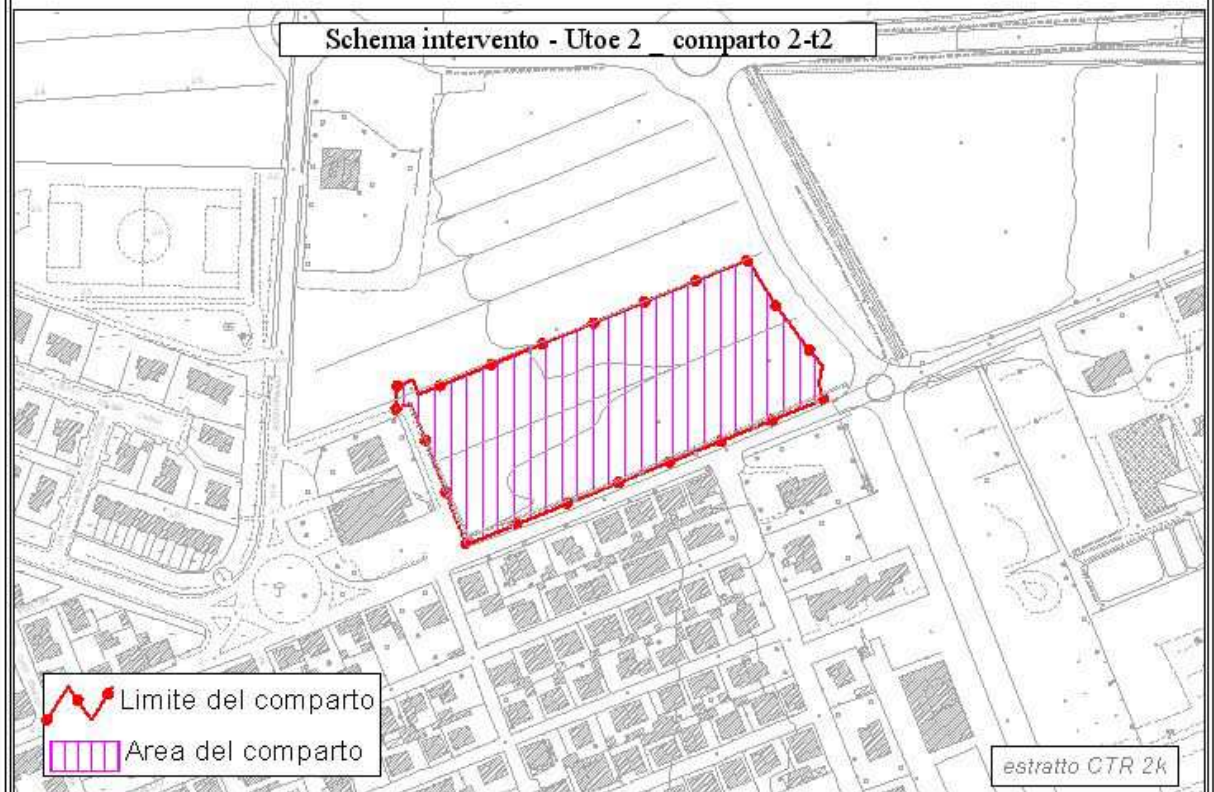 Schema intervento - Utoe 2 _ comparto 2-t2
Limite del comparto
Area del comparto
estratto CTR 2k